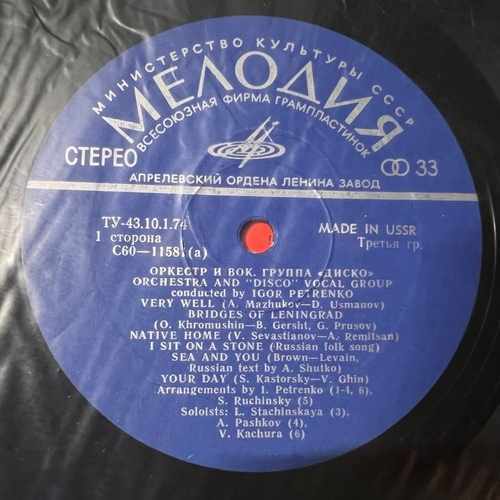 МИНИСТЕРСТВО КУЛЬТУРЫ СССР
МЕЛОДИЯ
ВСЕСОЮЗНАЯ ФИРМА ГРАМПЛАСТИНОК
СТЕРЕО
33
АПРЕЛЕВСКИЙ ОРДЕНА ЛЕНИНА ЗАВОД
ТУ-43.10.1.74
MADE IN USSR
1 сторона
Третья гр.
С60—11581(а)
ОРКЕСТР И ВОК. ГРУППА «ДИСКО»
ORCHESTRA AND "DISCO" VOCAL GROUP
conducted by IGOR PETRENKO
VERY WELL (A. Mazhukov—D. Usmanov)
BRIDGES OF LENINGRAD
(O. Khromushin—B. Gersht, G. Prusov)
NATIVE HOME (V. Sevastianov—A. Remitsan)
I SIT ON A STONE (Russian folk song)
SEA AND YOU (Brown—Levain,
Russian text by A. Shutko)
YOUR DAY (S. Kastorsky—V. Ghin)
Arrangements by I. Petrenko (1-4, 6).
S. Ruchinsky (5)
Soloists: L. Stachinskaya (3).
A. Pashkov (4).
V. Kachura (6)